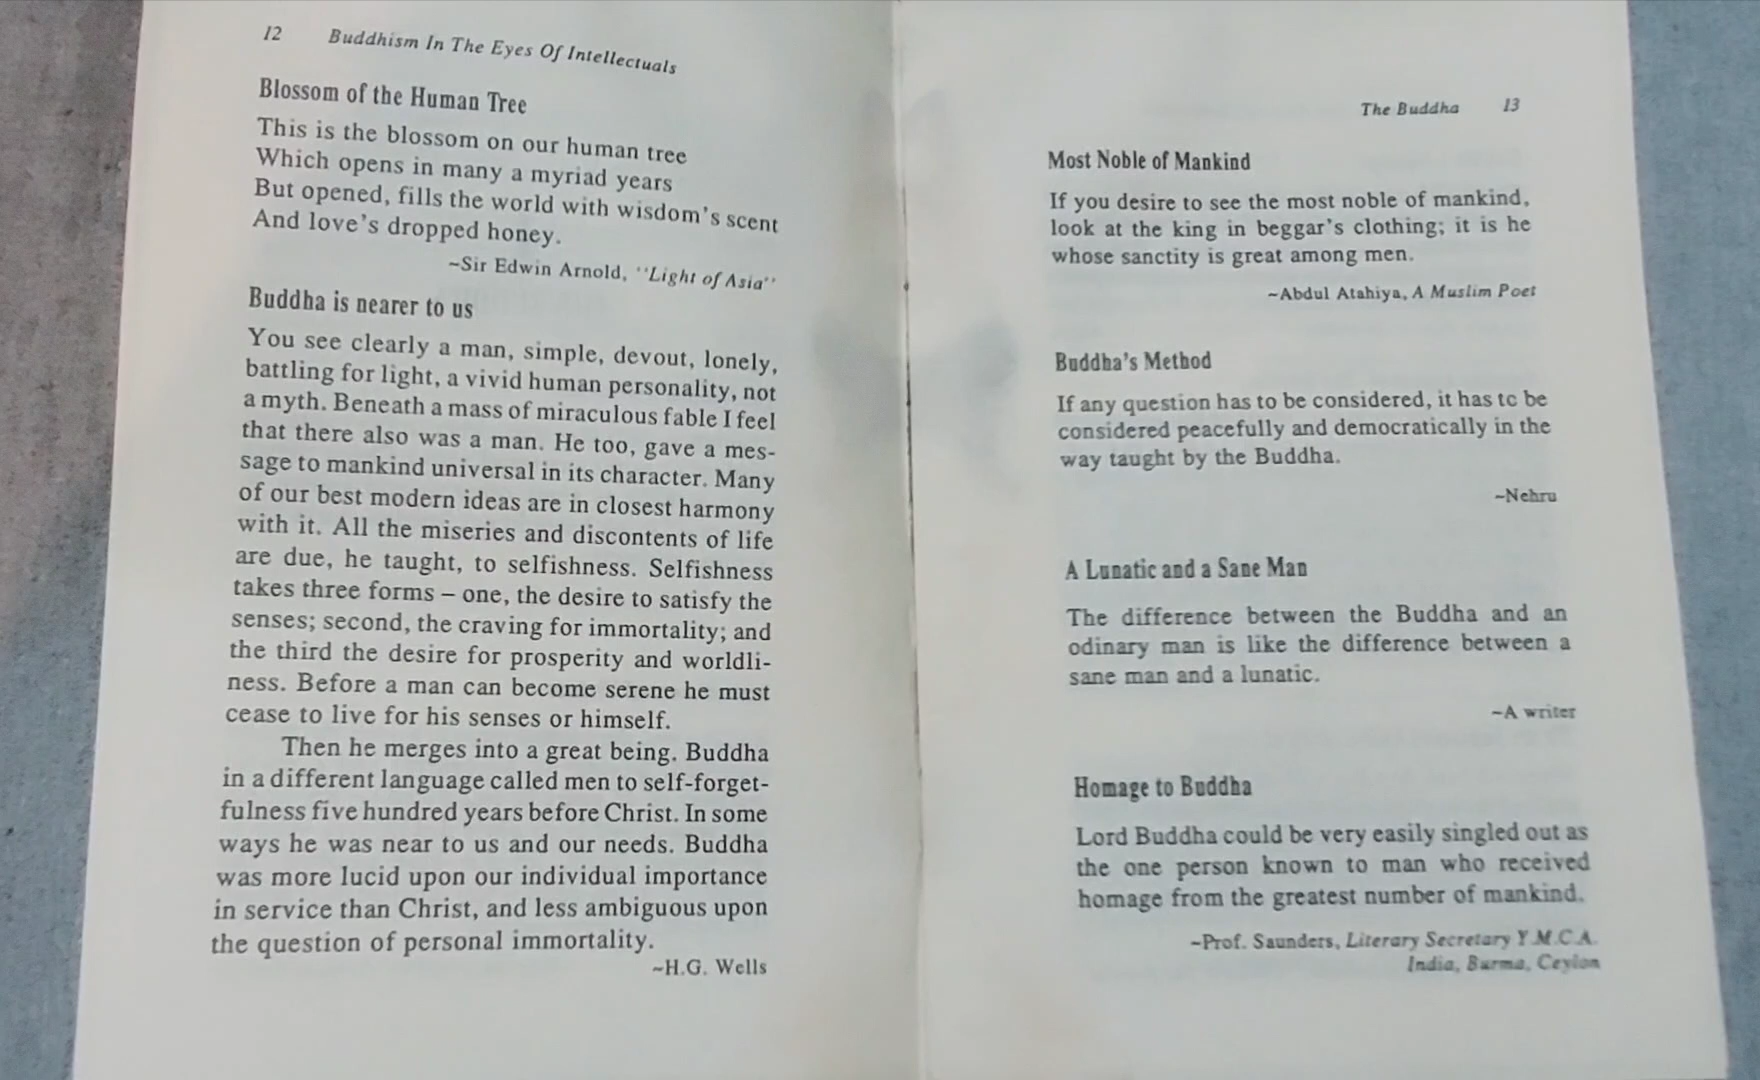 12 Buddhism In The Eyes Of Intellectuals
Blossom of the Human Tree
This is the blossom on our human tree
Which opens in many a myriad years
But opened, fills the world with wisdom's scent
And love's dropped honey.
~Sir Edwin Arnold, ''Light of Asia''
Buddha is nearer to us
You see clearly a man, simple, devout, lonely,
battling for light, a vivid human personality, not
a myth. Beneath a mass of miraculous fable I feel
that there also was a man. He too, gave a mes-
sage to mankind universal in its character. Many
of our best modern ideas are in closest harmony
with it. All the miseries and discontents of life
are due, he taught, to selfishness. Selfishness
takes three forms – one, the desire to satisfy the
senses; second, the craving for immortality; and
the third the desire for prosperity and worldli-
ness. Before a man can become serene he must
cease to live for his senses or himself.
Then he merges into a great being. Buddha
in a different language called men to self-forget-
fulness five hundred years before Christ. In some
ways he was near to us and our needs. Buddha
was more lucid upon our individual importance
in service than Christ, and less ambiguous upon
the question of personal immortality.
~H.G. Wells
The Buddha 13
Most Noble of Mankind
If you desire to see the most noble of mankind,
look at the king in beggar's clothing; it is he
whose sanctity is great among men.
~Abdul Atahiya, A Muslim Poet
Buddha's Method
If any question has to be considered, it has tc be
considered peacefully and democratically in the
way taught by the Buddha.
~Nehru
A Lunatic and a Sane Man
The difference between the Buddha and an
odinary man is like the difference between a
sane man and a lunatic.
~A writer
Homage to Buddha
Lord Buddha could be very easily singled out as
the one person known to man who received
homage from the greatest number of mankind.
~Prof. Saunders, Literary Secretary Y.M.C.A.
India, Burma, Ceylon